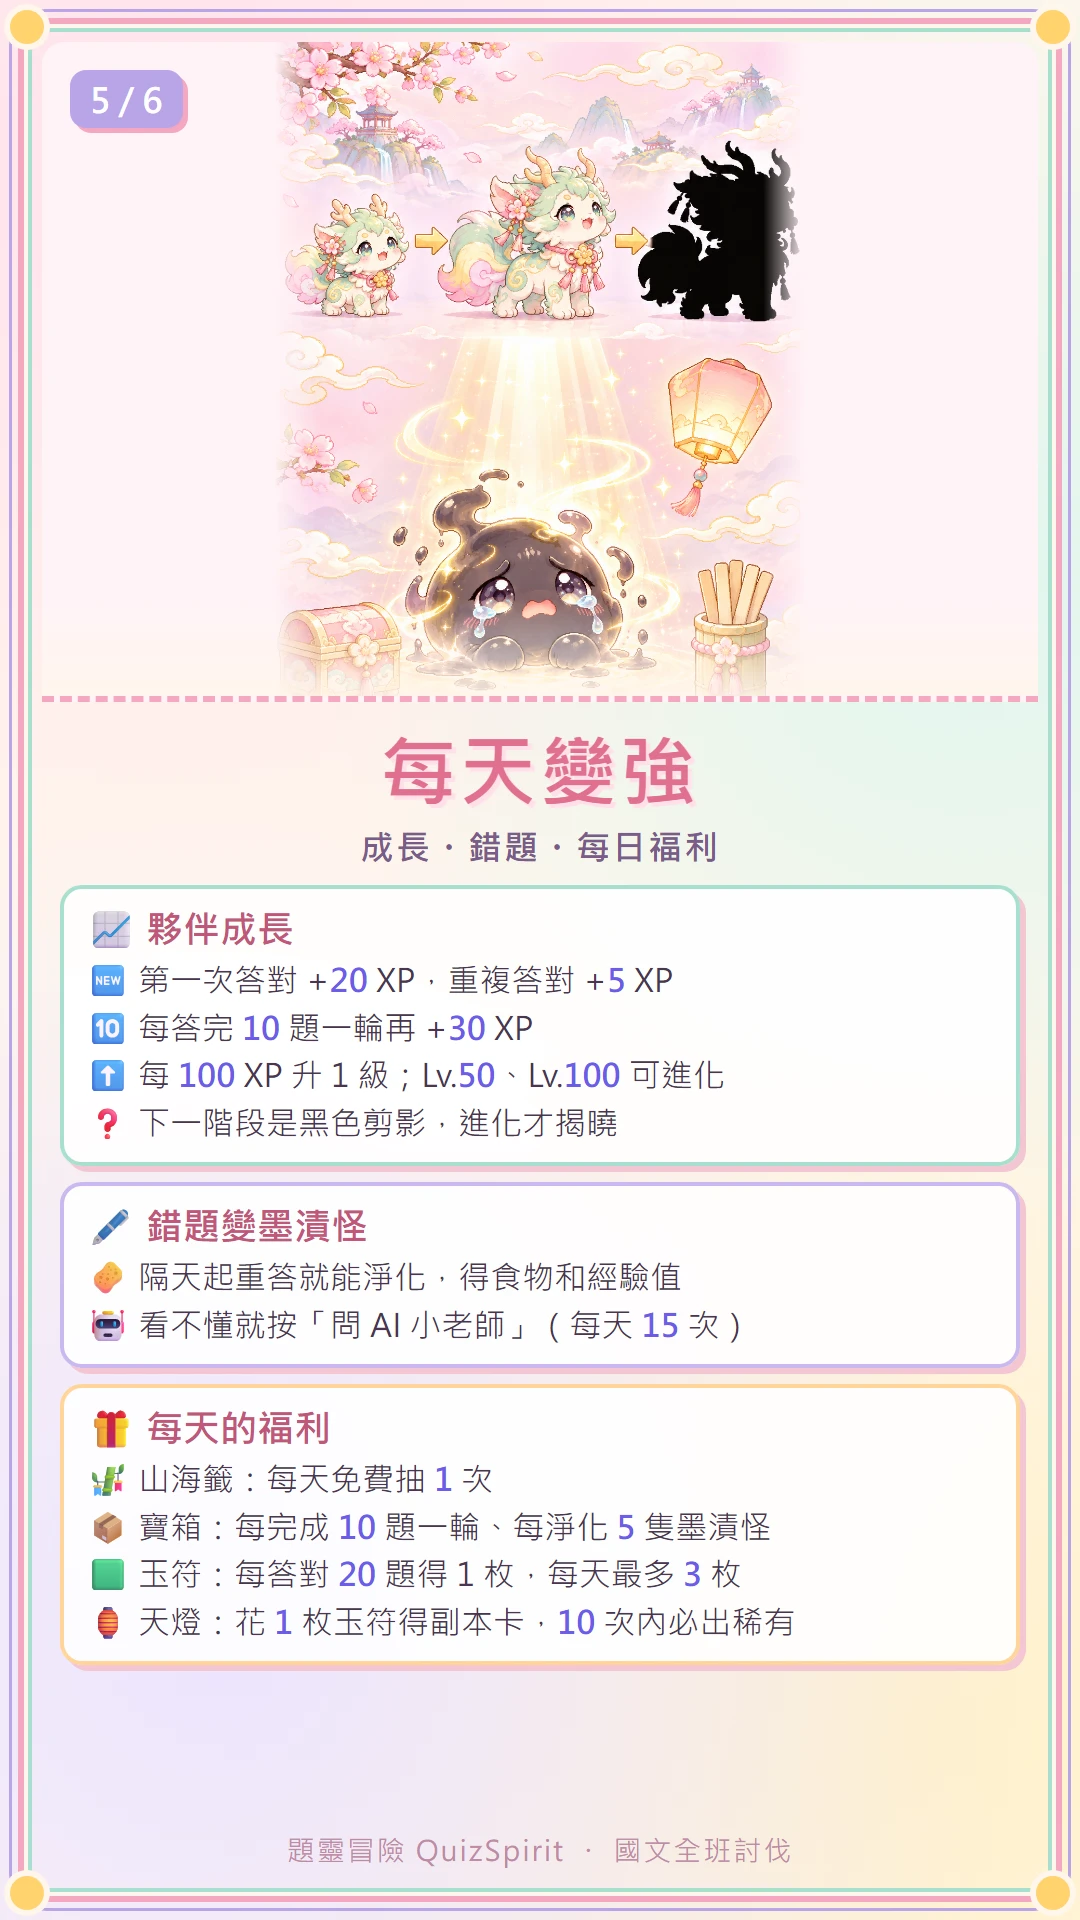 5/6
每天變強
成長・錯題・每日福利
夥伴成長
NEW 第一次答對 +20 XP，重複答對 +5 XP
10 每答完 10 題一輪再 +30 XP
每 100 XP 升 1 級；Lv.50、Lv.100 可進化
❓ 下一階段是黑色剪影，進化才揭曉
錯題變墨漬怪
隔天起重答就能淨化，得食物和經驗值
看不懂就按「問 AI 小老師」（每天 15 次）
每天的福利
山海籤：每天免費抽 1 次
寶箱：每完成 10 題一輪、每淨化 5 隻墨漬怪
玉符：每答對 20 題得 1 枚，每天最多 3 枚
天燈：花 1 枚玉符得副本卡，10 次內必出稀有
題靈冒險 QuizSpirit · 國文全班討伐